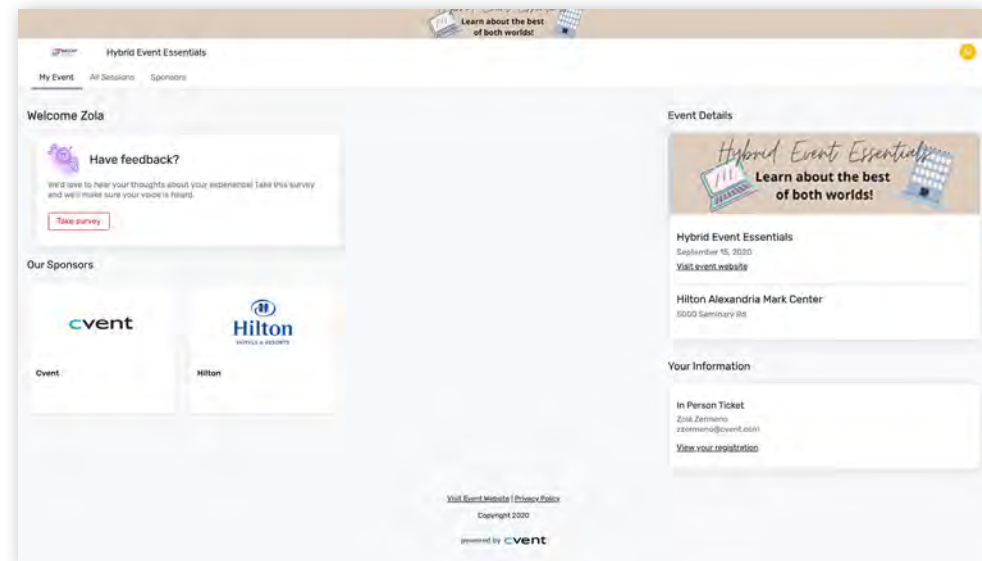 Hybrid Event Essentials
Learn about the best
of both worlds!
Hybrid Event Essentials
My Event All Sessions Sponsors
Welcome Zola
Have feedback?
We'd love to hear your thoughts about your experience! Take this survey
and we'll make sure your voice is heard.
Take survey
Our Sponsors
cvent
Cvent
Hilton
HOTELS & RESORTS
Hilton
Event Details
Hybrid Event Essentials
Learn about the best
of both worlds!
Hybrid Event Essentials
September 15, 2020
Visit event website
Hilton Alexandria Mark Center
5000 Seminary Rd
Your Information
In Person Ticket
Zola Zermeno
zzermeno@cvent.com
View your registration
Visit Event Website | Privacy Policy
Copyright 2020
powered by cvent